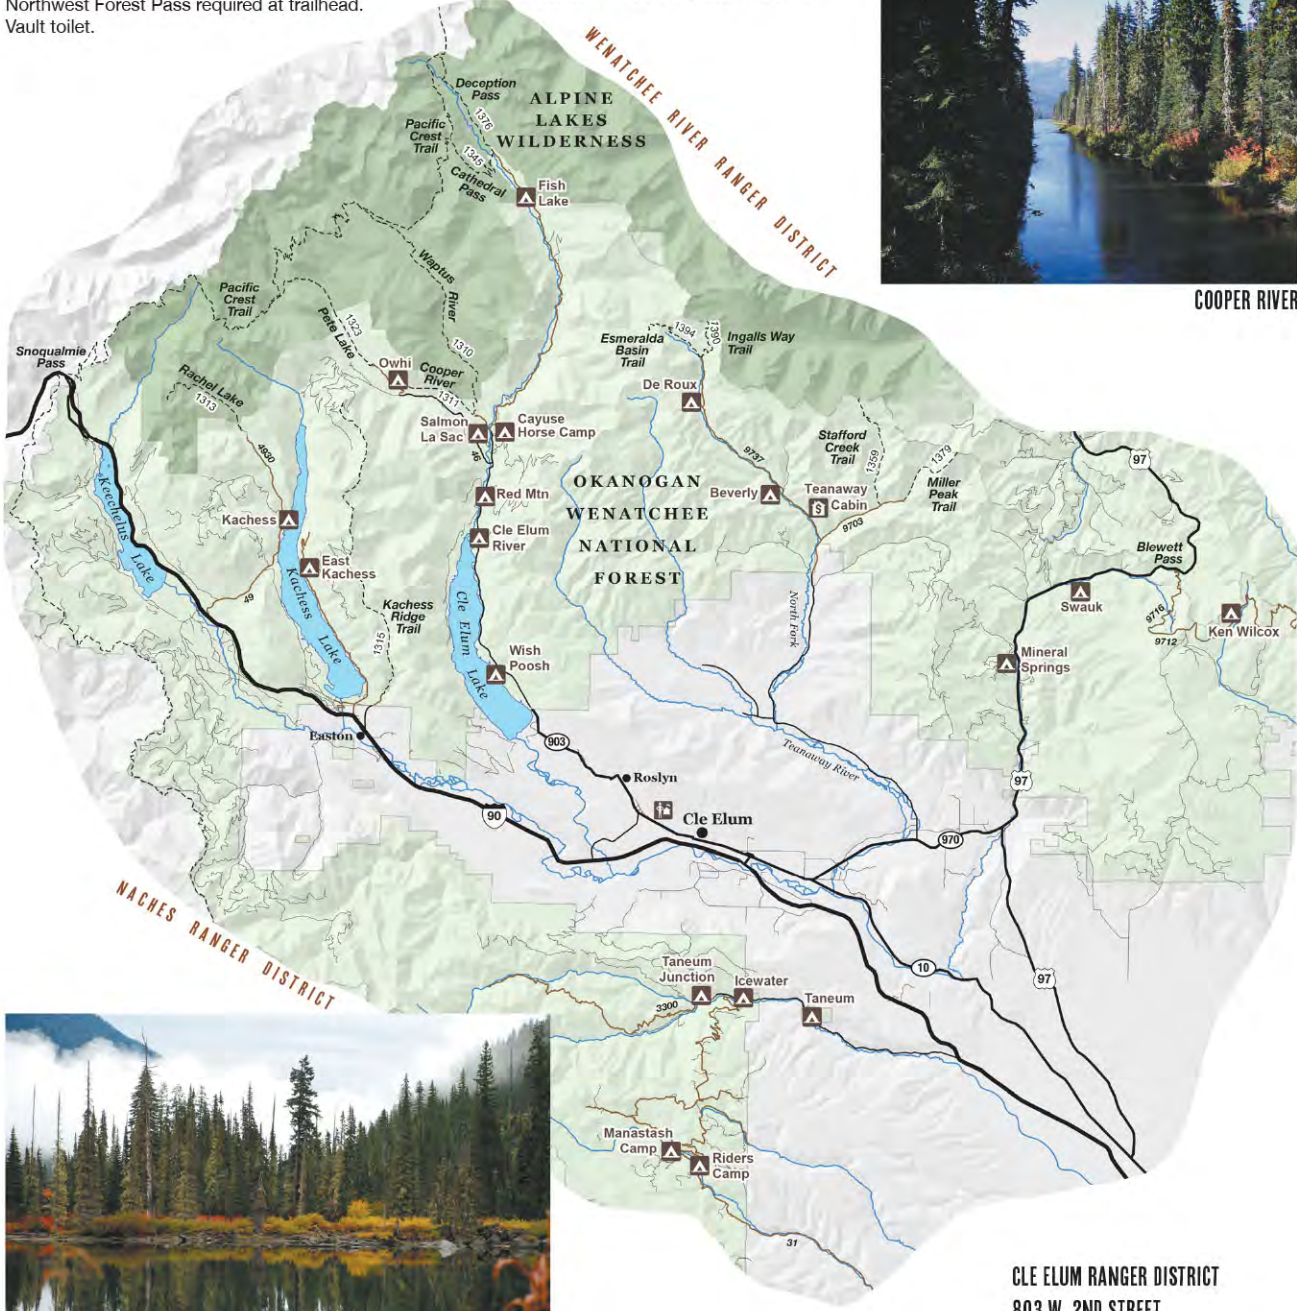 Northwest Forest Pass required at trailhead.
Vault toilet.
WENATCHEE RIVER RANGER DISTRICT
COOPER RIVER
Deception
Pass
ALPINE
LAKES
WILDERNESS
1376
Pacific
Crest
Trail
1345
Cathedral
Pass
Fish
Lake
Waptus
River
1310
Pacific
Crest
Trail
1323
Pete Lake
Snoqualmie
Pass
Rachel Lake
1313
Owhi
Cooper
River
1311
Esmeralda
Basin
Trail
1394
1390
Ingalls Way
Trail
De Roux
Salmon
La Sac
Cayuse
Horse Camp
46
4930
Stafford
Creek
Trail
1359
1379
Miller
Peak
Trail
97
9737
OKANOGAN
WENATCHEE
NATIONAL
FOREST
Keechelus
Lake
Red Mtn
Beverly
Teanaway
Cabin
$
9703
Kachess
Cle Elum
River
Blewett
Pass
East
Kachess
Kachess
Lake
49
Kachess
Ridge
Trail
1315
Cle Elum
Lake
North Fork
Swauk
9716
9712
Ken Wilcox
Wish
Poosh
Mineral
Springs
Easton
903
Teanaway River
Roslyn
97
90
Cle Elum
970
NACHES RANGER DISTRICT
10
97
Taneum
Junction
Icewater
Taneum
3300
Manastash
Camp
Riders
Camp
31
CLE ELUM RANGER DISTRICT
803 W. 2ND STREET